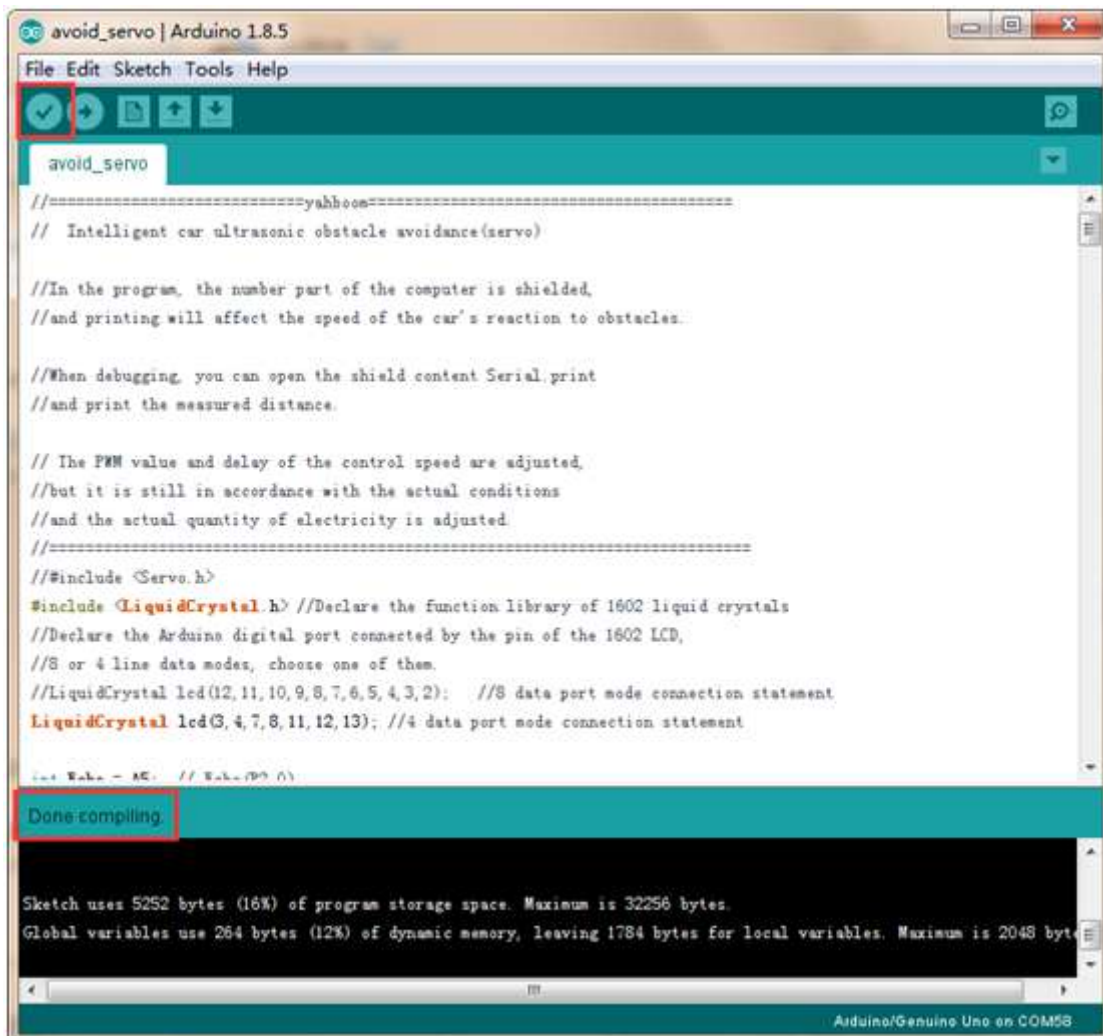 avoid_servo | Arduino 1.8.5
File Edit Sketch Tools Help
avoid_servo
//============================yahboom========================================
//  Intelligent car ultrasonic obstacle avoidance(servo)
//In the program, the number part of the computer is shielded,
//and printing will affect the speed of the car's reaction to obstacles.
//When debugging, you can open the shield content Serial.print
//and print the measured distance.
// The PWM value and delay of the control speed are adjusted,
//but it is still in accordance with the actual conditions
//and the actual quantity of electricity is adjusted.
//=============================================================================
//#include <Servo.h>
#include <LiquidCrystal.h> //Declare the function library of 1602 liquid crystals
//Declare the Arduino digital port connected by the pin of the 1602 LCD,
//8 or 4 line data modes, choose one of them.
//LiquidCrystal lcd(12,11,10,9,8,7,6,5,4,3,2);   //8 data port mode connection statement
LiquidCrystal lcd(3,4,7,8,11,12,13); //4 data port mode connection statement
int Echo = A5;  // Echo(P2.0)
Done compiling.
Sketch uses 5252 bytes (16%) of program storage space. Maximum is 32256 bytes.
Global variables use 264 bytes (12%) of dynamic memory, leaving 1784 bytes for local variables. Maximum is 2048 byte
Arduino/Genuino Uno on COM58